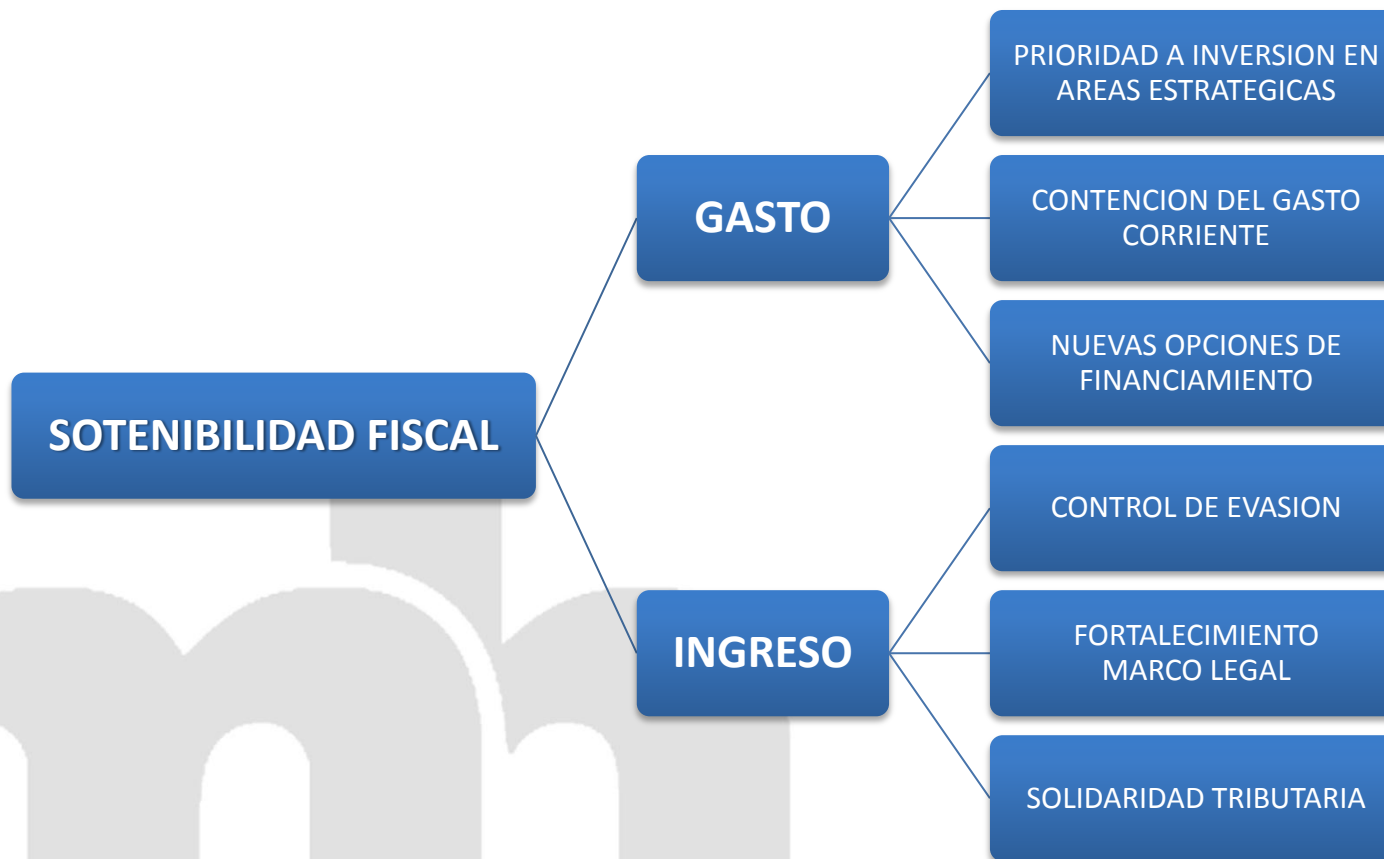 PRIORIDAD A INVERSION EN
AREAS ESTRATEGICAS
GASTO
CONTENCION DEL GASTO
CORRIENTE
NUEVAS OPCIONES DE
FINANCIAMIENTO
SOTENIBILIDAD FISCAL
CONTROL DE EVASION
INGRESO
FORTALECIMIENTO
MARCO LEGAL
SOLIDARIDAD TRIBUTARIA
mh